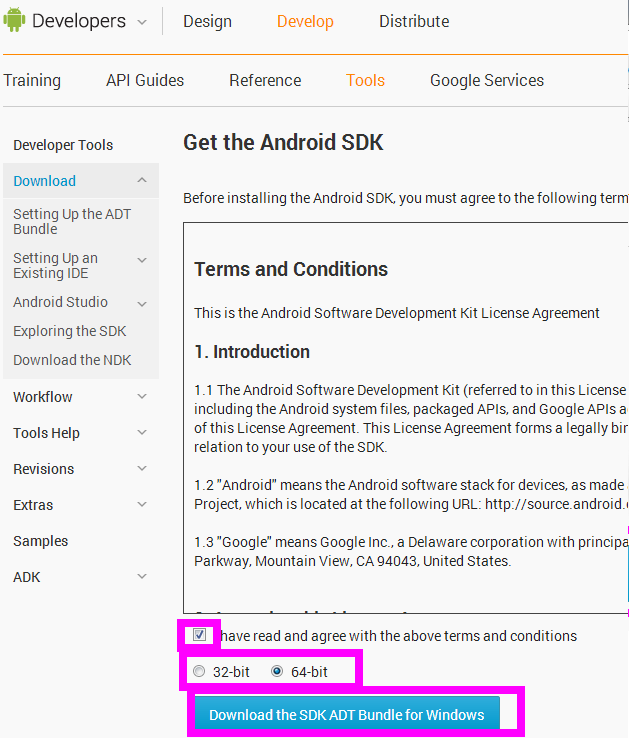 Developers
Design
Develop
Distribute
Training
API Guides
Reference
Tools
Google Services
Developer Tools
Download
Setting Up the ADT
Bundle
Setting Up an
Existing IDE
Android Studio
Exploring the SDK
Download the NDK
Workflow
Tools Help
Revisions
Extras
Samples
ADK
Get the Android SDK
Before installing the Android SDK, you must agree to the following term
Terms and Conditions
This is the Android Software Development Kit License Agreement
1. Introduction
1.1 The Android Software Development Kit (referred to in this License
including the Android system files, packaged APIs, and Google APIs a
of this License Agreement. This License Agreement forms a legally bin
relation to your use of the SDK.
1.2 "Android" means the Android software stack for devices, as made
Project, which is located at the following URL: http://source.android.
1.3 "Google" means Google Inc., a Delaware corporation with principa
Parkway, Mountain View, CA 94043, United States.
have read and agree with the above terms and conditions
32-bit
64-bit
Download the SDK ADT Bundle for Windows